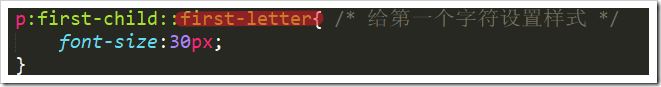 p:first-child::first-letter{ /* 给第一个字符设置样式 */
font-size:30px;
}